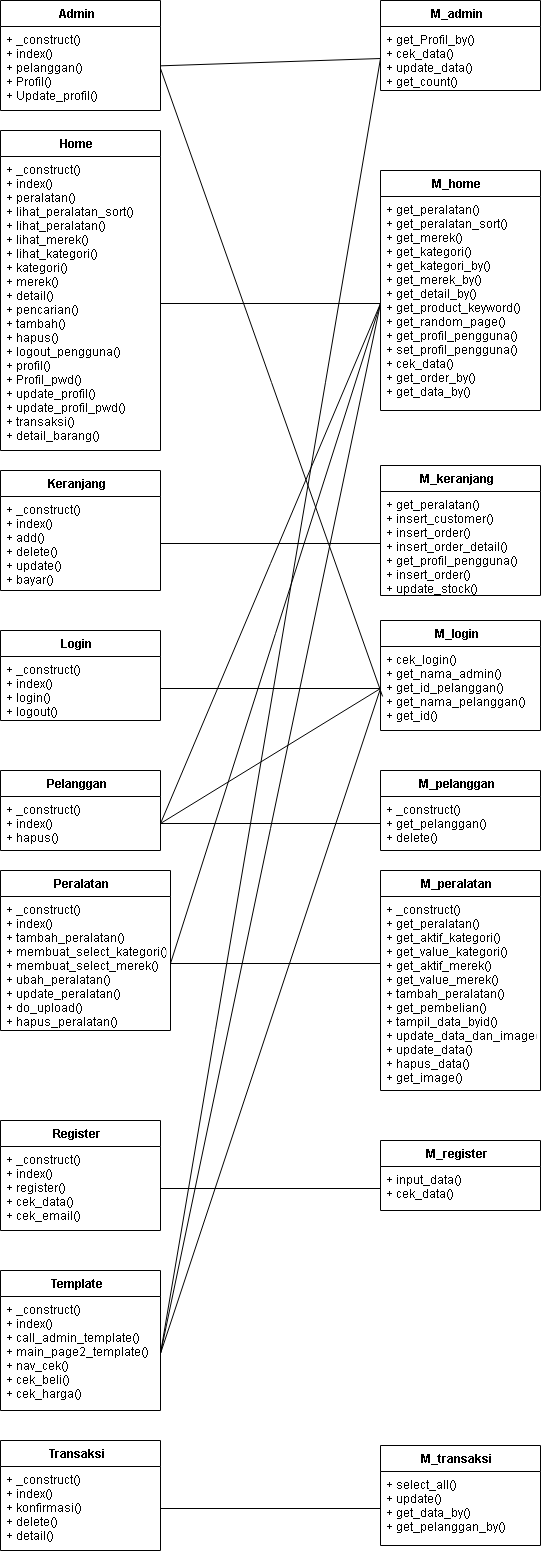 Admin
+ _construct()
+ index()
+ pelanggan()
+ Profil()
+ Update_profil()
M_admin
+ get_Profil_by()
+ cek_data()
+ update_data()
+ get_count()
Home
+ _construct()
+ index()
+ peralatan()
+ lihat_peralatan_sort()
+ lihat_peralatan()
+ lihat_merek()
+ lihat_kategori()
+ kategori()
+ merek()
+ detail()
+ pencarian()
+ tambah()
+ hapus()
+ logout_pengguna()
+ profil()
+ Profil_pwd()
+ update_profil()
+ update_profil_pwd()
+ transaksi()
+ detail_barang()
M_home
+ get_peralatan()
+ get_peralatan_sort()
+ get_merek()
+ get_kategori()
+ get_kategori_by()
+ get_merek_by()
+ get_detail_by()
+ get_product_keyword()
+ get_random_page()
+ get_profil_pengguna()
+ set_profil_pengguna()
+ cek_data()
+ get_order_by()
+ get_data_by()
Keranjang
+ _construct()
+ index()
+ add()
+ delete()
+ update()
+ bayar()
M_keranjang
+ get_peralatan()
+ insert_customer()
+ insert_order()
+ insert_order_detail()
+ get_profil_pengguna()
+ insert_order()
+ update_stock()
Login
+ _construct()
+ index()
+ login()
+ logout()
M_login
+ cek_login()
+ get_nama_admin()
+ get_id_pelanggan()
+ get_nama_pelanggan()
+ get_id()
Pelanggan
+ _construct()
+ index()
+ hapus()
M_pelanggan
+ _construct()
+ get_pelanggan()
+ delete()
Peralatan
+ _construct()
+ index()
+ tambah_peralatan()
+ membuat_select_kategori()
+ membuat_select_merek()
+ ubah_peralatan()
+ update_peralatan()
+ do_upload()
+ hapus_peralatan()
M_peralatan
+ _construct()
+ get_peralatan()
+ get_aktif_kategori()
+ get_value_kategori()
+ get_aktif_merek()
+ get_value_merek()
+ tambah_peralatan()
+ get_pembelian()
+ tampil_data_byid()
+ update_data_dan_image
+ update_data()
+ hapus_data()
+ get_image()
Register
+ _construct()
+ index()
+ register()
+ cek_data()
+ cek_email()
M_register
+ input_data()
+ cek_data()
Template
+ _construct()
+ index()
+ call_admin_template()
+ main_page2_template()
+ nav_cek()
+ cek_beli()
+ cek_harga()
Transaksi
+ _construct()
+ index()
+ konfirmasi()
+ delete()
+ detail()
M_transaksi
+ select_all()
+ update()
+ get_data_by()
+ get_pelanggan_by()